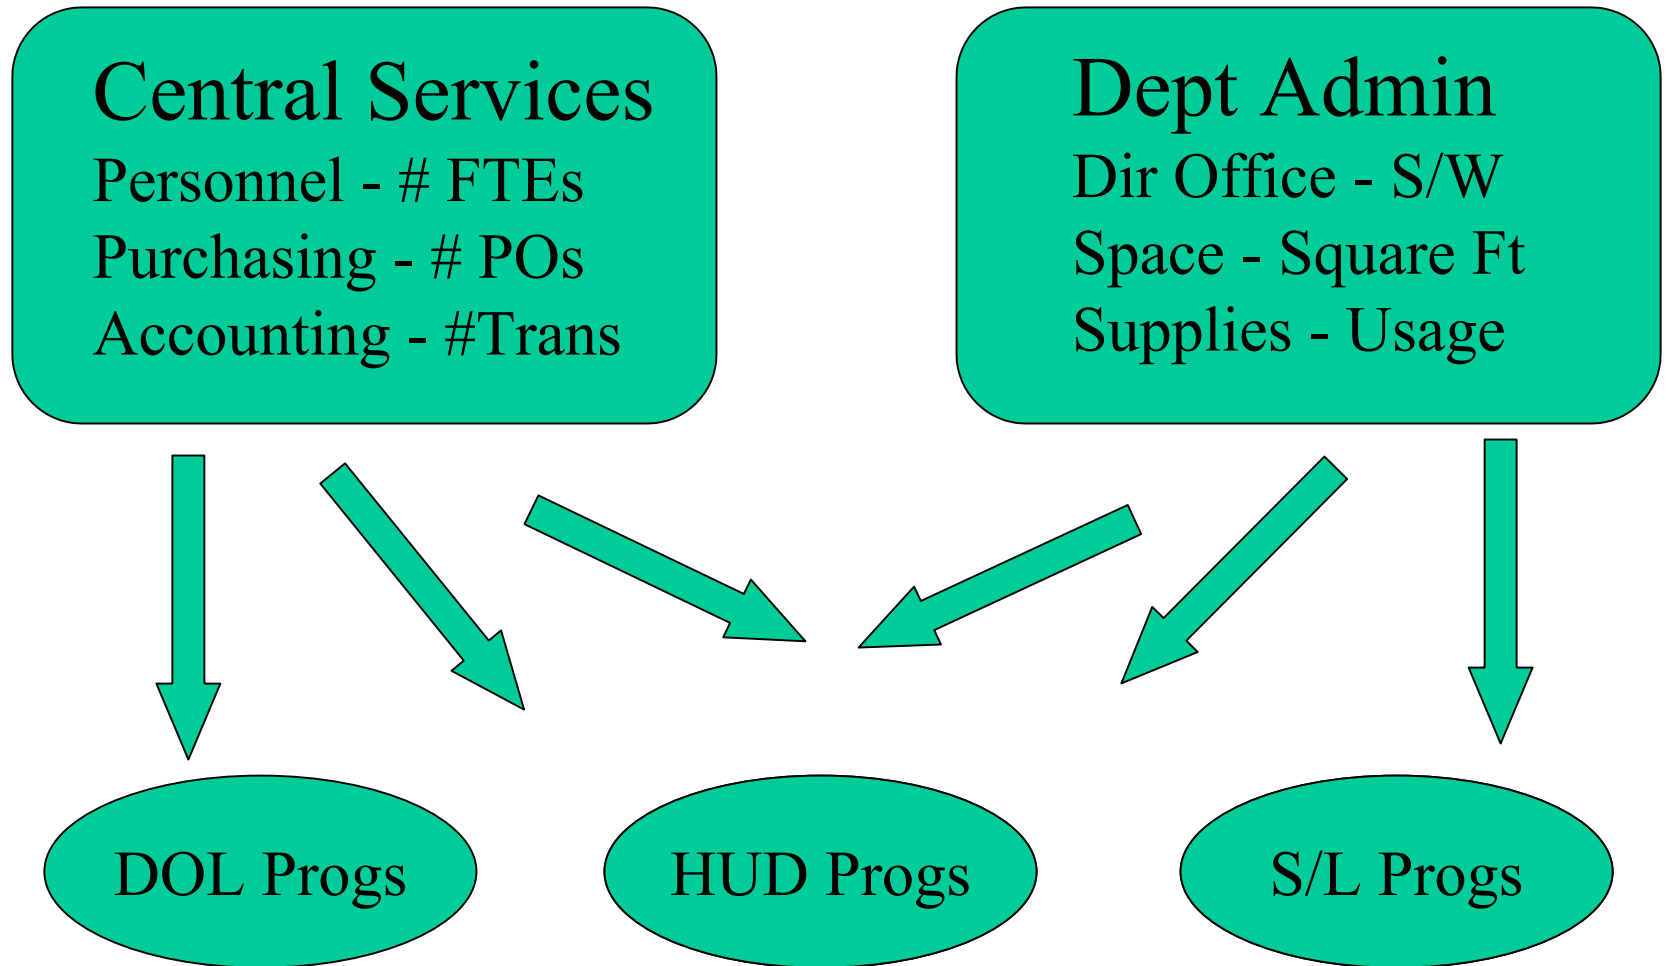 Central Services
Personnel - # FTEs
Purchasing - # POs
Accounting - #Trans
Dept Admin
Dir Office - S/W
Space - Square Ft
Supplies - Usage
DOL Progs
HUD Progs
S/L Progs